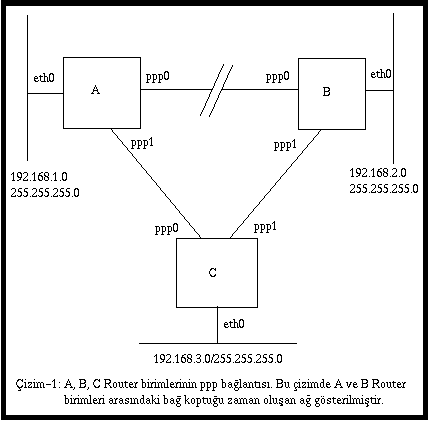 eth0
A
ppp0
ppp0
B
eth0
ppp1
ppp1
192.168.1.0
255.255.255.0
192.168.2.0
255.255.255.0
ppp0
ppp1
C
eth0
192.168.3.0/255.255.255.0
Çizim-1: A, B, C Router birimlerinin ppp bağlantısı. Bu çizimde A ve B Router
birimleri arasındaki bağ koptuğu zaman oluşan ağ gösterilmiştir.